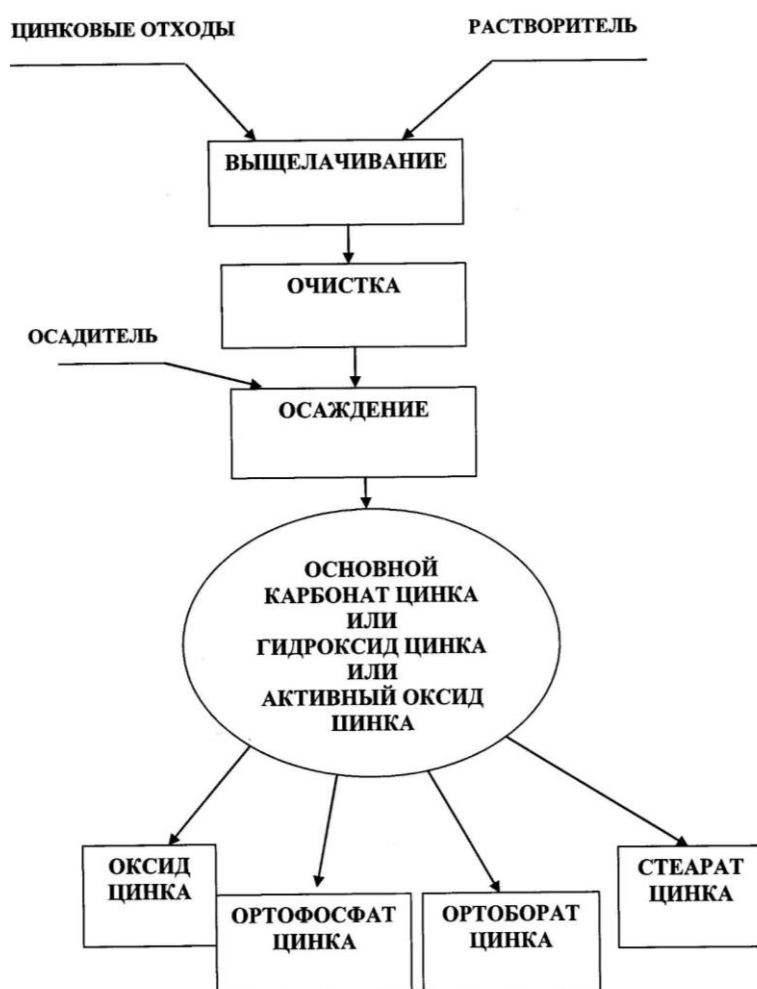 ЦИНКОВЫЕ ОТХОДЫ
РАСТВОРИТЕЛЬ
ВЫЩЕЛАЧИВАНИЕ
ОЧИСТКА
ОСАДИТЕЛЬ
ОСАЖДЕНИЕ
ОСНОВНОЙ
КАРБОНАТ ЦИНКА
ИЛИ
ГИДРОКСИД ЦИНКА
ИЛИ
АКТИВНЫЙ ОКСИД
ЦИНКА
ОКСИД
ЦИНКА
ОРТОФОСФАТ
ЦИНКА
ОРТОБОРАТ
ЦИНКА
СТЕАРАТ
ЦИНКА